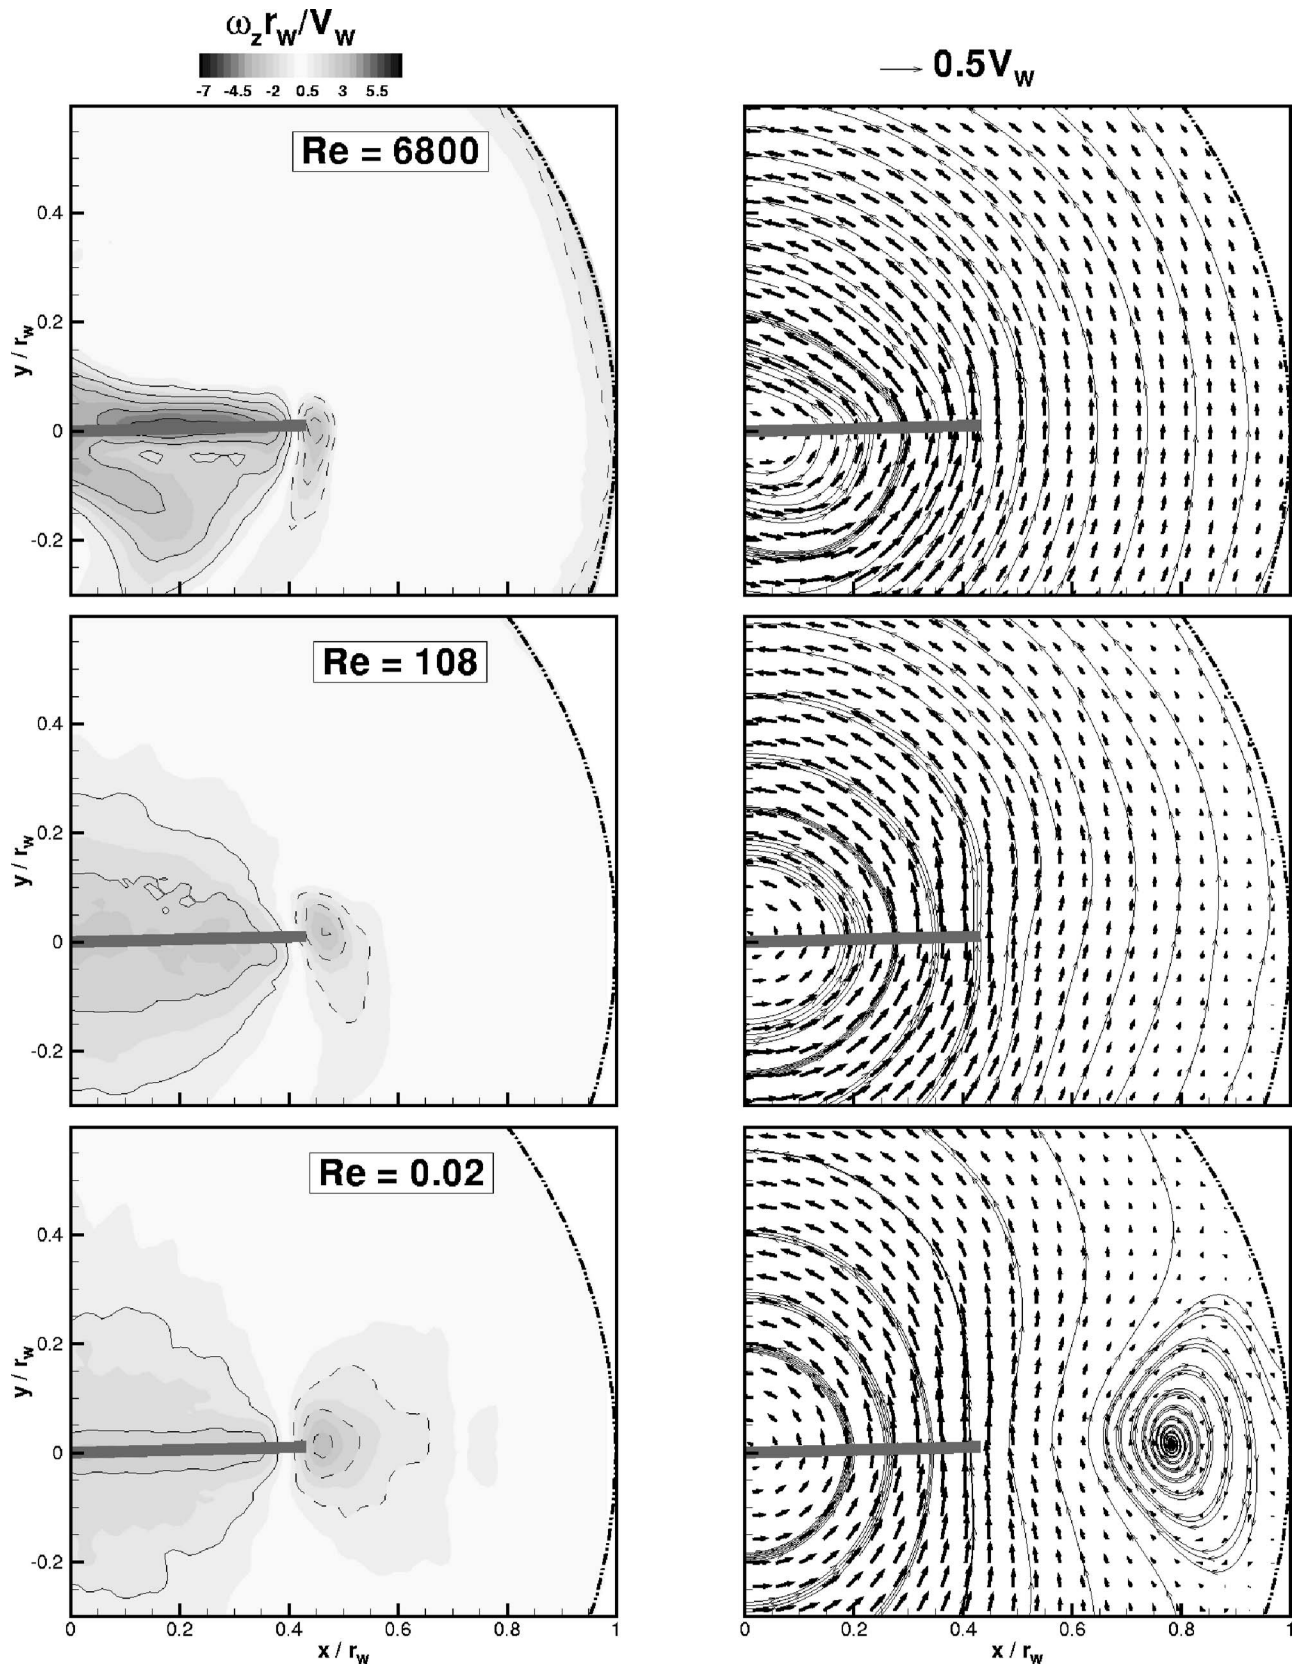 ω_z r_w/V_w
-7 -4.5 -2 0.5 3 5.5
0.5V_w
Re = 6800
y / r_w
0.4
0.2
0
-0.2
Re = 108
y / r_w
0.4
0.2
0
-0.2
Re = 0.02
y / r_w
0.4
0.2
0
-0.2
0 0.2 0.4 0.6 0.8 1
x / r_w
0 0.2 0.4 0.6 0.8 1
x / r_w